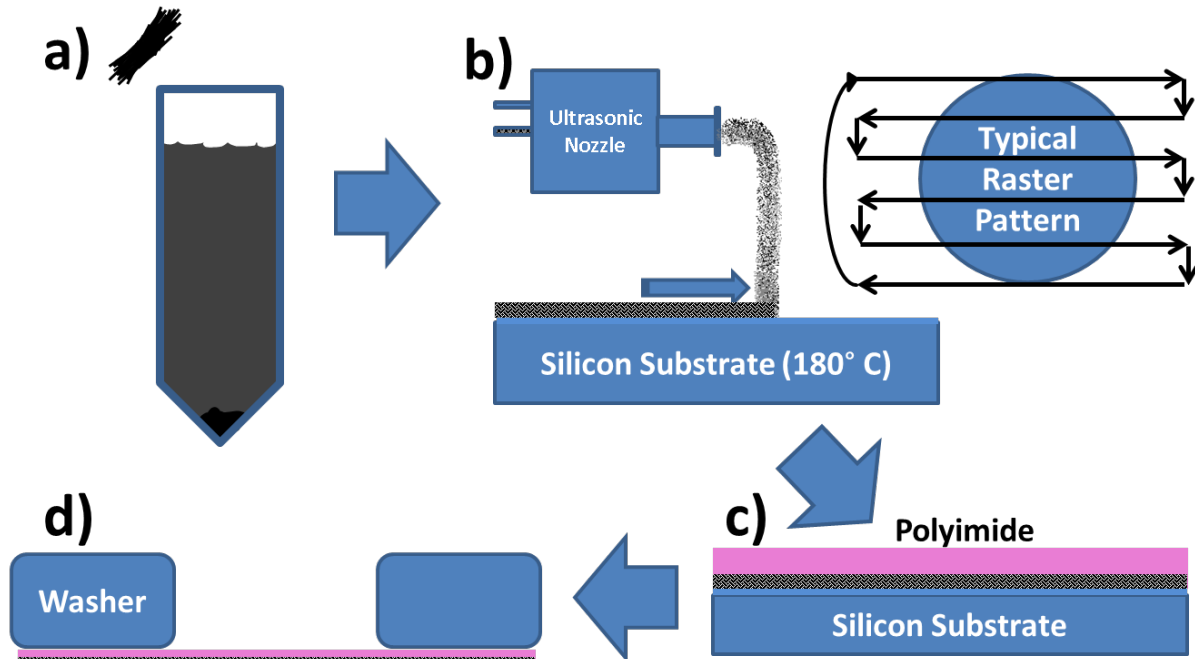 a)
b)
Ultrasonic
Nozzle
Typical
Raster
Pattern
Silicon Substrate (180° C)
c)
Polyimide
Silicon Substrate
d)
Washer